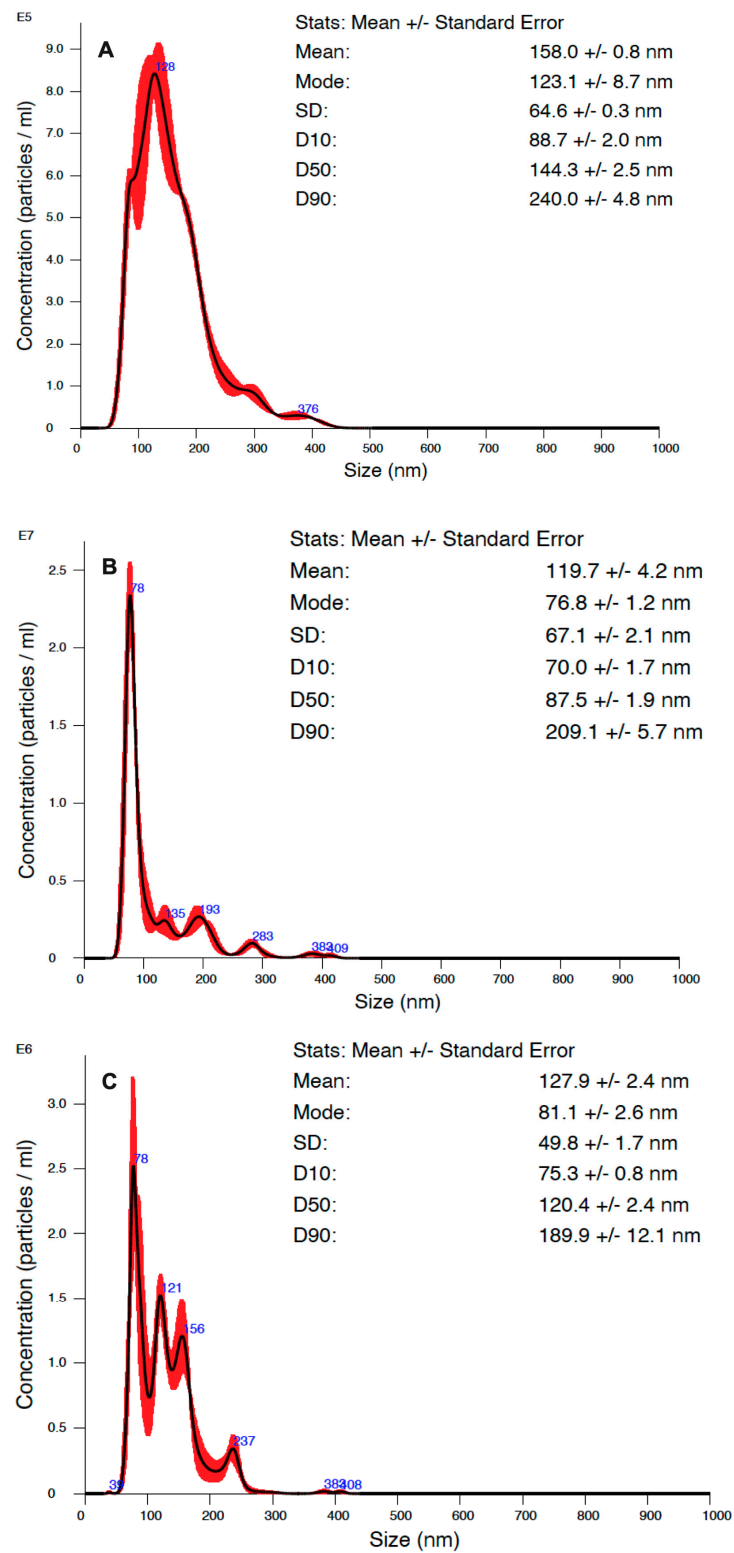 E5
A
Stats: Mean +/- Standard Error
Mean: 158.0 +/- 0.8 nm
Mode: 123.1 +/- 8.7 nm
SD: 64.6 +/- 0.3 nm
D10: 88.7 +/- 2.0 nm
D50: 144.3 +/- 2.5 nm
D90: 240.0 +/- 4.8 nm
Concentration (particles / ml)
9.0
8.0
7.0
6.0
5.0
4.0
3.0
2.0
1.0
0
128
376
0 100 200 300 400 500 600 700 800 900 1000
Size (nm)
E7
B
Stats: Mean +/- Standard Error
Mean: 119.7 +/- 4.2 nm
Mode: 76.8 +/- 1.2 nm
SD: 67.1 +/- 2.1 nm
D10: 70.0 +/- 1.7 nm
D50: 87.5 +/- 1.9 nm
D90: 209.1 +/- 5.7 nm
Concentration (particles / ml)
2.5
2.0
1.5
1.0
0.5
0
78
135
193
283
383
409
0 100 200 300 400 500 600 700 800 900 1000
Size (nm)
E6
C
Stats: Mean +/- Standard Error
Mean: 127.9 +/- 2.4 nm
Mode: 81.1 +/- 2.6 nm
SD: 49.8 +/- 1.7 nm
D10: 75.3 +/- 0.8 nm
D50: 120.4 +/- 2.4 nm
D90: 189.9 +/- 12.1 nm
Concentration (particles / ml)
3.0
2.5
2.0
1.5
1.0
0.5
0
39
78
121
156
237
383
408
0 100 200 300 400 500 600 700 800 900 1000
Size (nm)